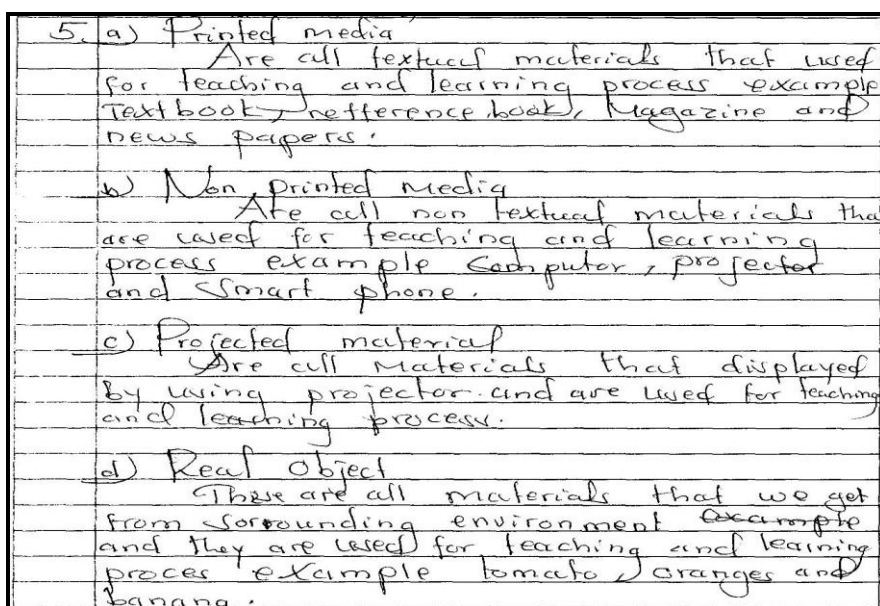 5. a) Printed media
Are all textual materials that used
for teaching and learning process example
Textbook, refference book, Magazine and
news papers.
b) Non printed media
Are all non textual materials tha
are used for teaching and learning
process example Computor, projector
and Smart phone.
c) Projected material
Are all Materials that displayed
by using projector and are used for teaching
and leaching process.
d) Real Object
These are all materials that we get
from sorrounding environment example
and they are used for teaching and learning
proces example tomato, oranges and
banana.